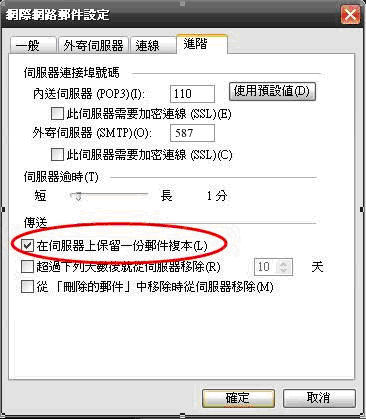 網際網路郵件設定
一般 外寄伺服器 連線 進階
伺服器連接埠號碼
內送伺服器 (POP3)(I): 110 使用預設值(D)
此伺服器需要加密連線 (SSL)(E)
外寄伺服器 (SMTP)(O): 587
此伺服器需要加密連線 (SSL)(C)
伺服器逾時(T)
短 長 1 分
傳送
在伺服器上保留一份郵件複本(L)
超過下列天數後就從伺服器移除(R) 10 天
從「刪除的郵件」中移除時從伺服器移除(M)
確定 取消